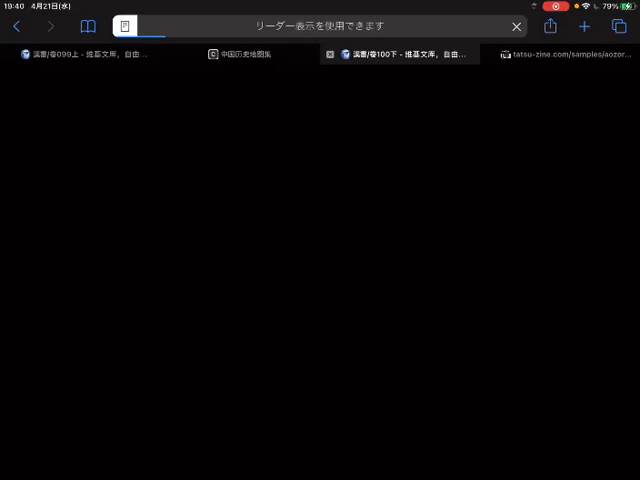 19:40 4月21日(水) 79%
リーダー表示を使用できます
漢書/卷099上 - 维基文库，自由...
中国历史地图集
漢書/卷100下 - 维基文库，自由...
tatsu-zine.com/samples/aozor...